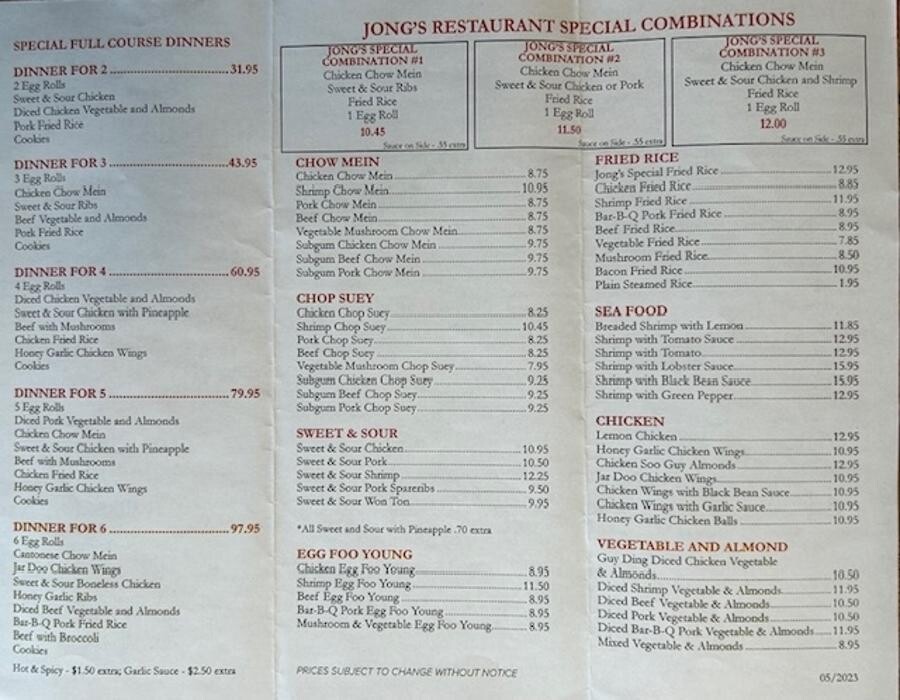 SPECIAL FULL COURSE DINNERS
DINNER FOR 2 31.95
2 Egg Rolls
Sweet & Sour Chicken
Diced Chicken Vegetable and Almonds
Pork Fried Rice
Cookies
DINNER FOR 3 43.95
3 Egg Rolls
Chicken Chow Mein
Sweet & Sour Ribs
Beef Vegetable and Almonds
Pork Fried Rice
Cookies
DINNER FOR 4 60.95
4 Egg Rolls
Diced Chicken Vegetable and Almonds
Sweet & Sour Chicken with Pineapple
Beef with Mushrooms
Chicken Fried Rice
Honey Garlic Chicken Wings
Cookies
DINNER FOR 5 79.95
5 Egg Rolls
Diced Pork Vegetable and Almonds
Chicken Chow Mein
Sweet & Sour Chicken with Pineapple
Beef with Mushrooms
Chicken Fried Rice
Honey Garlic Chicken Wings
Cookies
DINNER FOR 6 97.95
6 Egg Rolls
Cantonese Chow Mein
Jar Doo Chicken Wings
Sweet & Sour Boneless Chicken
Honey Garlic Ribs
Diced Beef Vegetable and Almonds
Bar-B-Q Pork Fried Rice
Beef with Broccoli
Cookies
Hot & Spicy - $1.50 extra; Garlic Sauce - $2.50 extra
JONG'S RESTAURANT SPECIAL COMBINATIONS
JONG'S SPECIAL
COMBINATION #1
Chicken Chow Mein
Sweet & Sour Ribs
Fried Rice
1 Egg Roll
10.45
Sauce on Side - .55 extra
JONG'S SPECIAL
COMBINATION #2
Chicken Chow Mein
Sweet & Sour Chicken or Pork
Fried Rice
1 Egg Roll
11.50
Sauce on Side - .55 extra
JONG'S SPECIAL
COMBINATION #3
Chicken Chow Mein
Sweet & Sour Chicken and Shrimp
Fried Rice
1 Egg Roll
12.00
Sauce on Side - .55 extra
CHOW MEIN
Chicken Chow Mein 8.75
Shrimp Chow Mein 10.95
Pork Chow Mein 8.75
Beef Chow Mein 8.75
Vegetable Mushroom Chow Mein 8.75
Subgum Chicken Chow Mein 9.75
Subgum Beef Chow Mein 9.75
Subgum Pork Chow Mein 9.75
CHOP SUEY
Chicken Chop Suey 8.25
Shrimp Chop Suey 10.45
Pork Chop Suey 8.25
Beef Chop Suey 8.25
Vegetable Mushroom Chop Suey 7.95
Subgum Chicken Chop Suey 9.25
Subgum Beef Chop Suey 9.25
Subgum Pork Chop Suey 9.25
SWEET & SOUR
Sweet & Sour Chicken 10.95
Sweet & Sour Pork 10.50
Sweet & Sour Shrimp 12.25
Sweet & Sour Pork Spareribs 9.50
Sweet & Sour Won Ton 9.95
*All Sweet and Sour with Pineapple .70 extra
EGG FOO YOUNG
Chicken Egg Foo Young 8.95
Shrimp Egg Foo Young 11.50
Beef Egg Foo Young 8.95
Bar-B-Q Pork Egg Foo Young 8.95
Mushroom & Vegetable Egg Foo Young 8.95
PRICES SUBJECT TO CHANGE WITHOUT NOTICE
FRIED RICE
Jong's Special Fried Rice 12.95
Chicken Fried Rice 8.85
Shrimp Fried Rice 11.95
Bar-B-Q Pork Fried Rice 8.95
Beef Fried Rice 8.95
Vegetable Fried Rice 7.85
Mushroom Fried Rice 8.50
Bacon Fried Rice 10.95
Plain Steamed Rice 1.95
SEA FOOD
Breaded Shrimp with Lemon 11.85
Shrimp with Tomato Sauce 12.95
Shrimp with Tomato 12.95
Shrimp with Lobster Sauce 15.95
Shrimp with Black Bean Sauce 15.95
Shrimp with Green Pepper 12.95
CHICKEN
Lemon Chicken 12.95
Honey Garlic Chicken Wings 10.95
Chicken Soo Guy Almonds 12.95
Jar Doo Chicken Wings 10.95
Chicken Wings with Black Bean Sauce 10.95
Chicken Wings with Garlic Sauce 10.95
Honey Garlic Chicken Balls 10.95
VEGETABLE AND ALMOND
Guy Ding Diced Chicken Vegetable
& Almonds 10.50
Diced Shrimp Vegetable & Almonds 11.95
Diced Beef Vegetable & Almonds 10.50
Diced Pork Vegetable & Almonds 10.50
Diced Bar-B-Q Pork Vegetable & Almonds 11.95
Mixed Vegetable & Almonds 8.95
05/2023